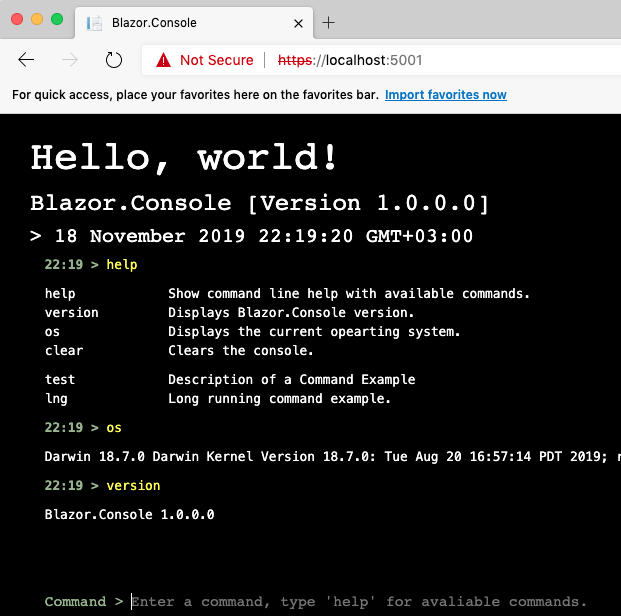 Blazor.Console
Not Secure https://localhost:5001
For quick access, place your favorites here on the favorites bar. Import favorites now
Hello, world!
Blazor.Console [Version 1.0.0.0]
> 18 November 2019 22:19:20 GMT+03:00
22:19 > help
help Show command line help with available commands.
version Displays Blazor.Console version.
os Displays the current opearting system.
clear Clears the console.
test Description of a Command Example
lng Long running command example.
22:19 > os
Darwin 18.7.0 Darwin Kernel Version 18.7.0: Tue Aug 20 16:57:14 PDT 2019;
22:19 > version
Blazor.Console 1.0.0.0
Command > Enter a command, type 'help' for avaliable commands.